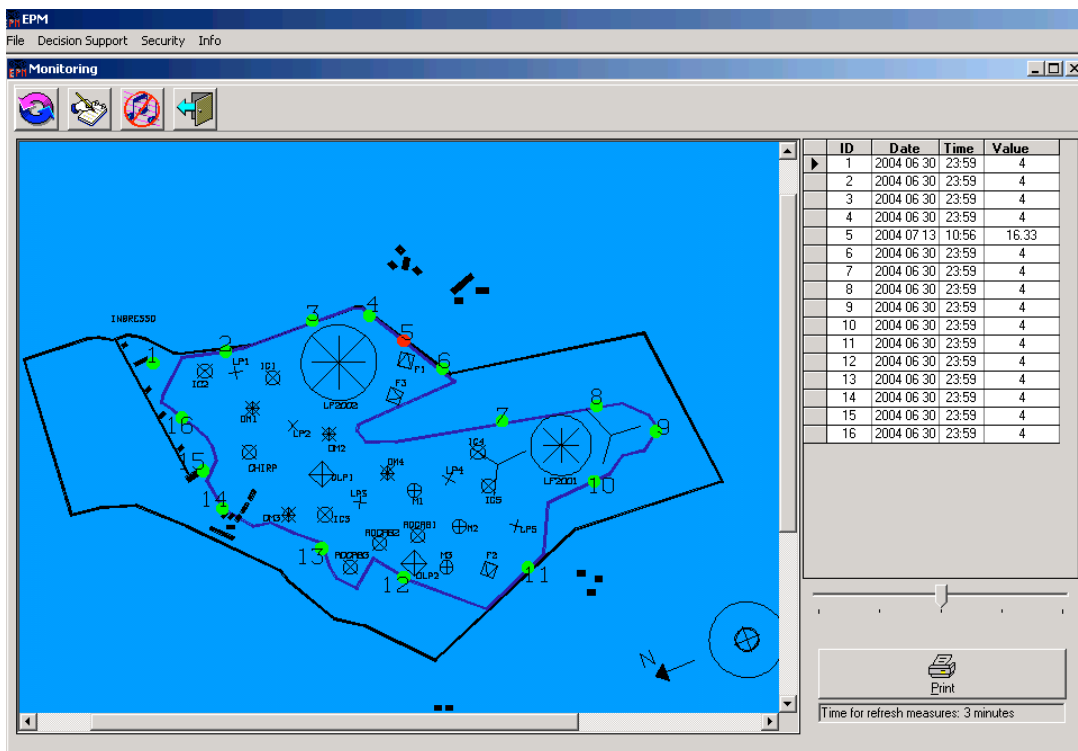 EPM
File Decision Support Security Info
Monitoring
ID Date Time Value
1 2004 06 30 23:59 4
2 2004 06 30 23:59 4
3 2004 06 30 23:59 4
4 2004 06 30 23:59 4
5 2004 07 13 10:56 16.33
6 2004 06 30 23:59 4
7 2004 06 30 23:59 4
8 2004 06 30 23:59 4
9 2004 06 30 23:59 4
10 2004 06 30 23:59 4
11 2004 06 30 23:59 4
12 2004 06 30 23:59 4
13 2004 06 30 23:59 4
14 2004 06 30 23:59 4
15 2004 06 30 23:59 4
16 2004 06 30 23:59 4
INGRESSO
3 4
5
1 2 6
LP1
IC2 IC1
F1
F3
LF2002
8
OM1
7 9
16
LP2
OM2
IC4
CHIRP
15
OM4
DLP1
LP4
LF2001
10
IC5
LP3
M1
14
OM3
IC3
M2
LP5
13
M3
F2
12
DLP2
11
N
Print
Time for refresh measures: 3 minutes